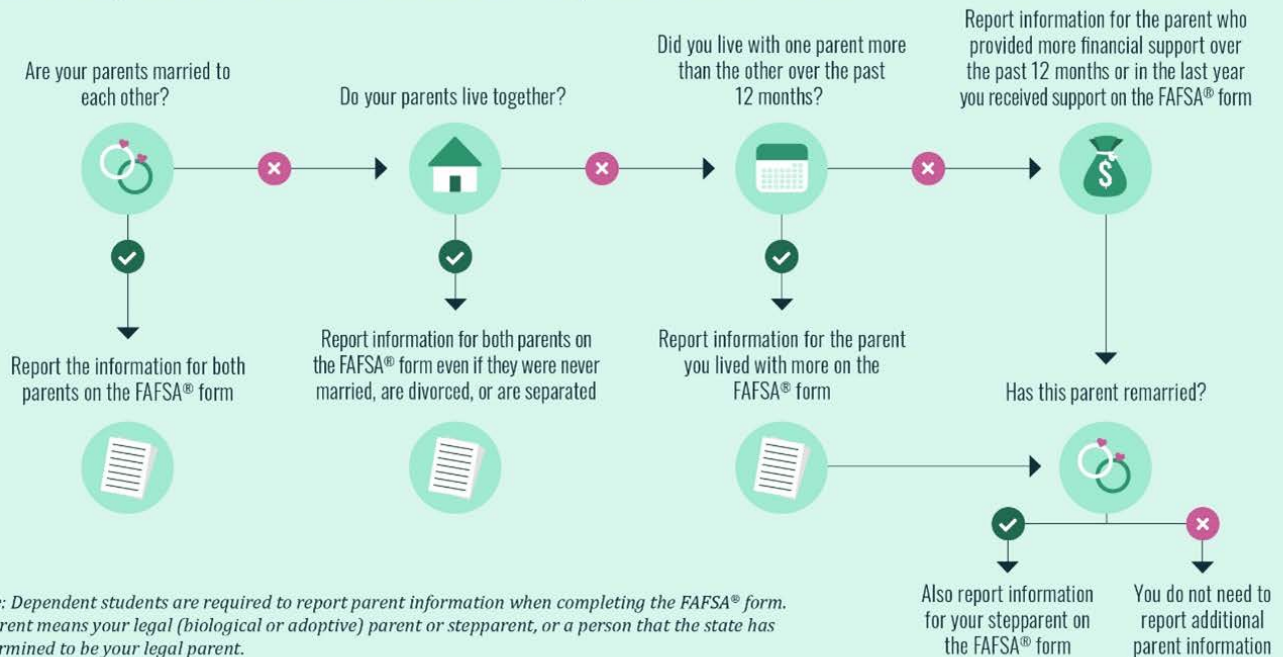 Are your parents married to
each other?
Do your parents live together?
Did you live with one parent more
than the other over the past
12 months?
Report information for the parent who
provided more financial support over
the past 12 months or in the last year
you received support on the FAFSA® form
$
Report the information for both
parents on the FAFSA® form
Report information for both parents on
the FAFSA® form even if they were never
married, are divorced, or are separated
Report information for the parent
you lived with more on the
FAFSA® form
Has this parent remarried?
Also report information
for your stepparent on
the FAFSA® form
You do not need to
report additional
parent information
: Dependent students are required to report parent information when completing the FAFSA® form.
means your legal (biological or adoptive) parent or stepparent, or a person that the state has
to be your legal parent.